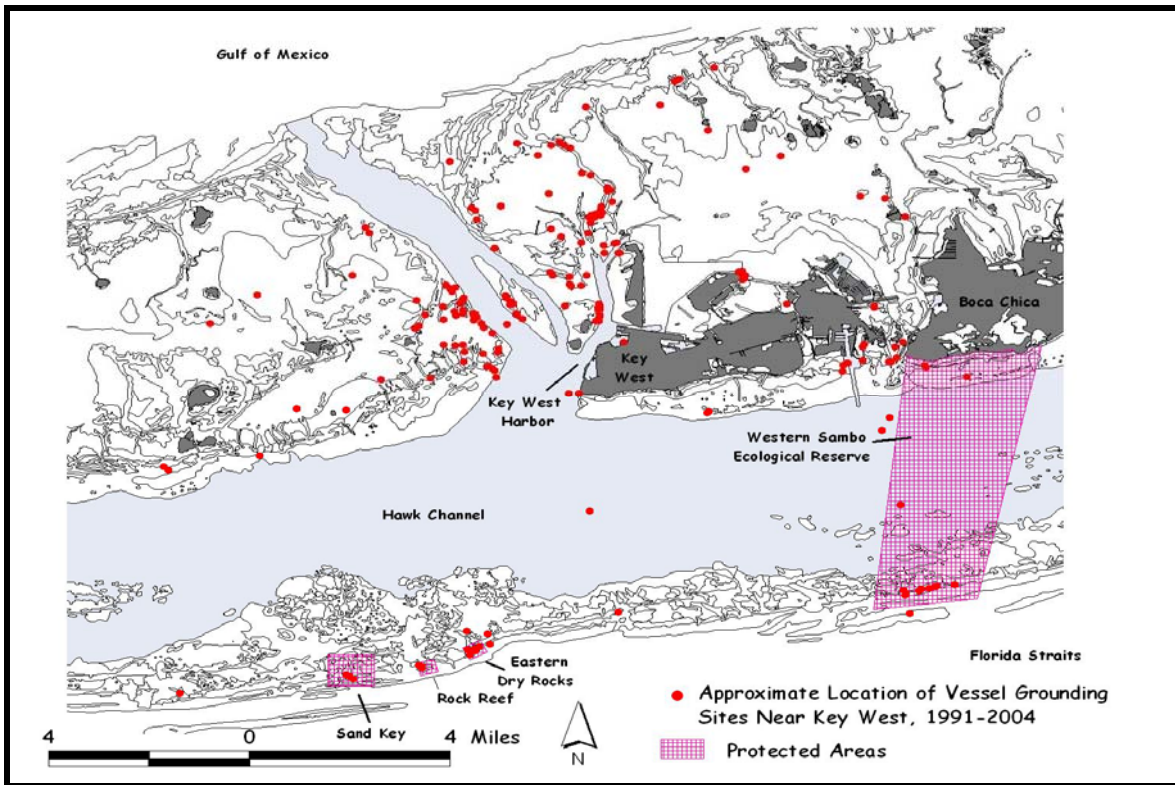 Gulf of Mexico
Boca Chica
Key
West
Key West
Harbor
Western Sambo
Ecological Reserve
Hawk Channel
Eastern
Dry Rocks
Rock Reef
Sand Key
Florida Straits
Approximate Location of Vessel Grounding
Sites Near Key West, 1991-2004
Protected Areas
4 0 4 Miles
N